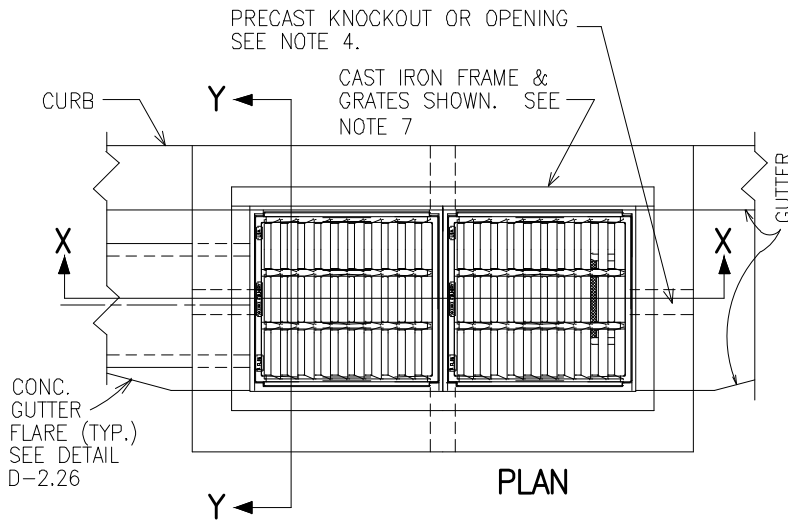 PRECAST KNOCKOUT OR OPENING
SEE NOTE 4.
CAST IRON FRAME &
GRATES SHOWN. SEE
NOTE 7
CURB
Y
GUTTER
X
X
CONC.
GUTTER
FLARE (TYP.)
SEE DETAIL
D-2.26
Y
PLAN